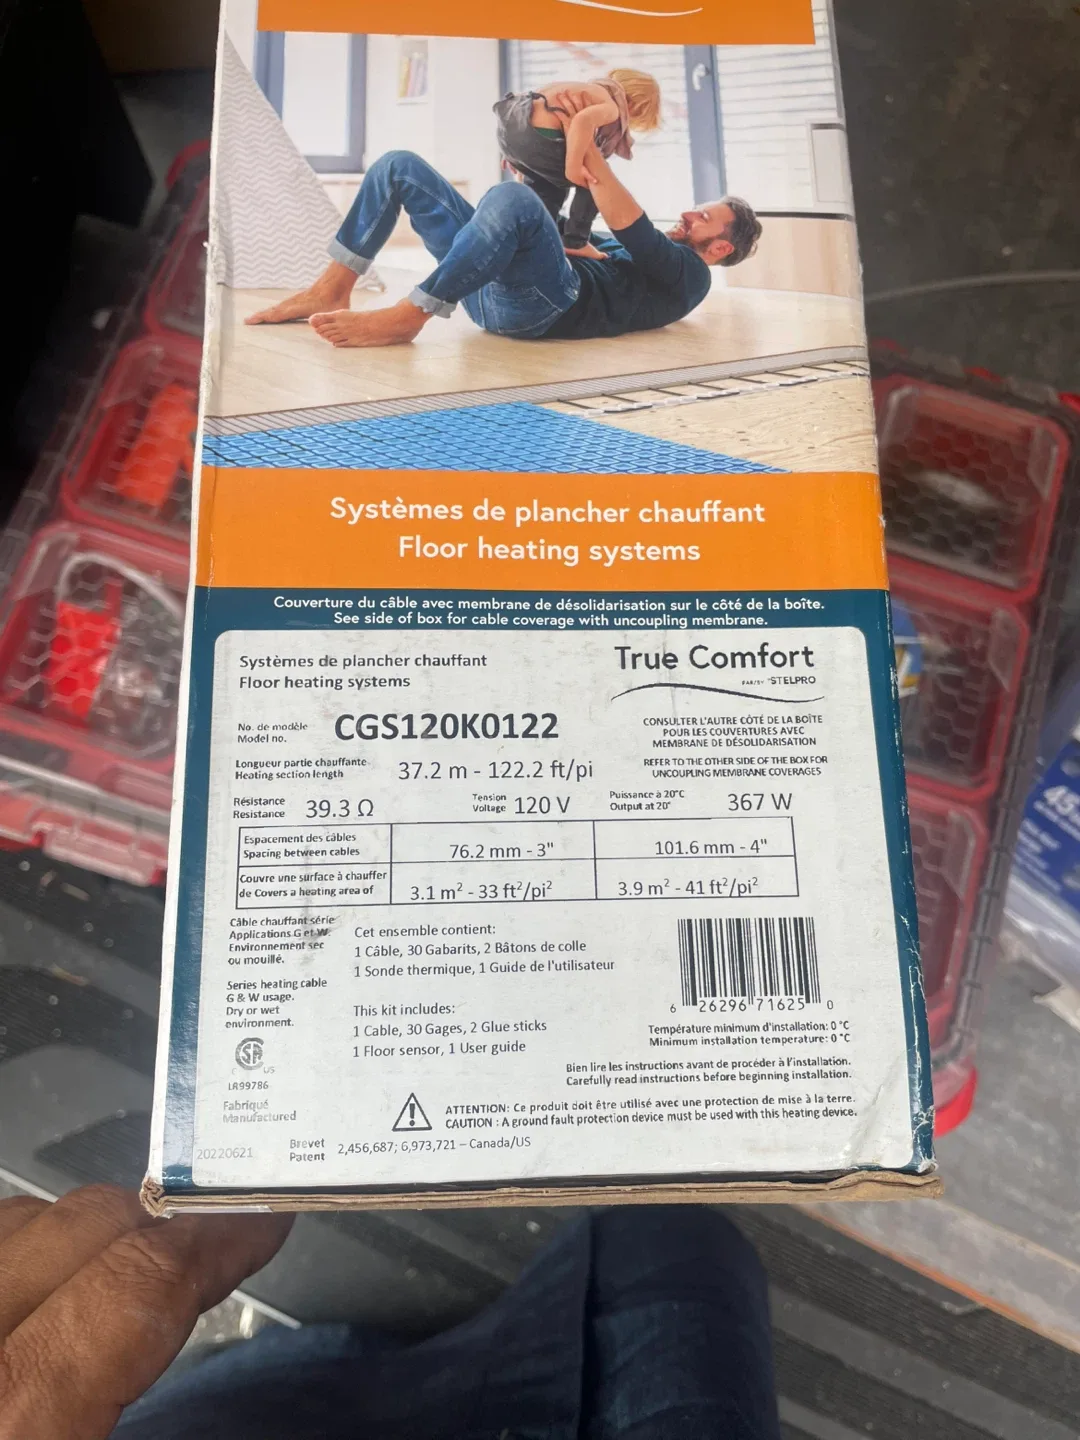 Systèmes de plancher chauffant
Floor heating systems
Couverture du câble avec membrane de désolidarisation sur le côté de la boîte.
See side of box for cable coverage with uncoupling membrane.
Systèmes de plancher chauffant
Floor heating systems
True Comfort
PAR/BY STELPRO
No. de modèle
Model no.
CGS120K0122
CONSULTER L'AUTRE CÔTÉ DE LA BOÎTE
POUR LES COUVERTURES AVEC
MEMBRANE DE DÉSOLIDARISATION
REFER TO THE OTHER SIDE OF THE BOX FOR
UNCOUPLING MEMBRANE COVERAGES
Longueur partie chauffante
Heating section length
37.2 m - 122.2 ft/pi
Résistance
Resistance
39.3 Ω
Tension
Voltage
120 V
Puissance à 20°C
Output at 20°
367 W
Espacement des câbles
Spacing between cables
76.2 mm - 3"
101.6 mm - 4"
Couvre une surface à chauffer
de Covers a heating area of
3.1 m² - 33 ft²/pi²
3.9 m² - 41 ft²/pi²
Câble chauffant série
Applications G et W.
Environnement sec
ou mouillé.
Series heating cable
G & W usage.
Dry or wet
environment.
Cet ensemble contient:
1 Câble, 30 Gabarits, 2 Bâtons de colle
1 Sonde thermique, 1 Guide de l'utilisateur
This kit includes:
1 Cable, 30 Gages, 2 Glue sticks
1 Floor sensor, 1 User guide
6 26296 71625 0
Température minimum d'installation: 0 °C
Minimum installation temperature: 0 °C
Bien lire les instructions avant de procéder à l'installation.
Carefully read instructions before beginning installation.
C SA US
LR99786
Fabriqué
Manufactured
ATTENTION: Ce produit doit être utilisé avec une protection de mise à la terre.
CAUTION : A ground fault protection device must be used with this heating device.
20220621
Brevet
Patent
2,456,687; 6,973,721 – Canada/US
45